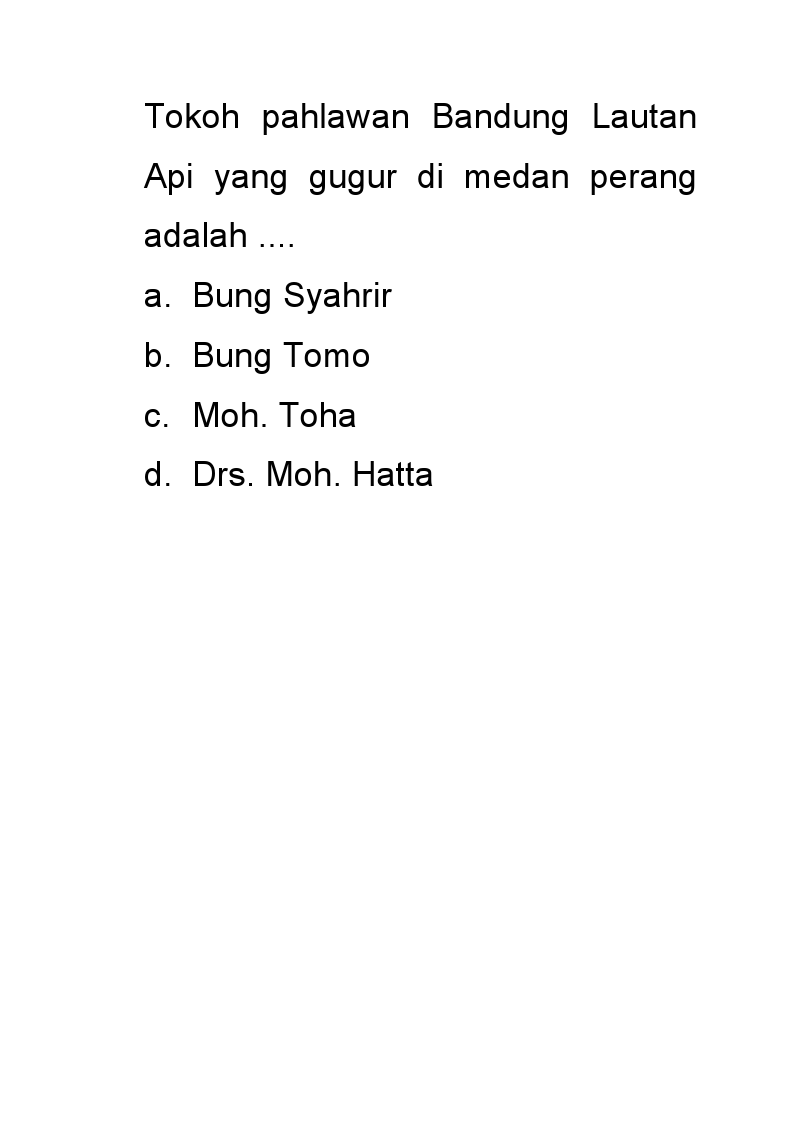 Tokoh pahlawan Bandung Lautan
Api yang gugur di medan perang
adalah ....
a. Bung Syahrir
b. Bung Tomo
c. Moh. Toha
d. Drs. Moh. Hatta